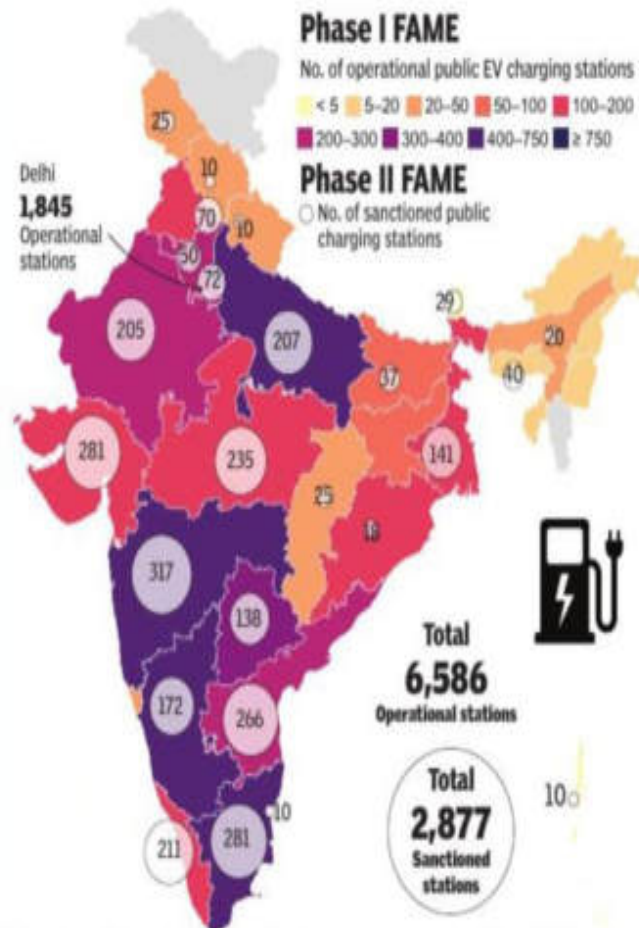 Phase I FAME
No. of operational public EV charging stations
< 5 5–20 20–50 50–100 100–200
200–300 300–400 400–750 ≥ 750
Phase II FAME
No. of sanctioned public
charging stations
Delhi
1,845
Operational
stations
25
10
70
10
50
72
29
205
207
20
37
40
281
235
141
25
18
317
138
172
266
10
211
281
Total
6,586
Operational stations
Total
2,877
Sanctioned
stations
10